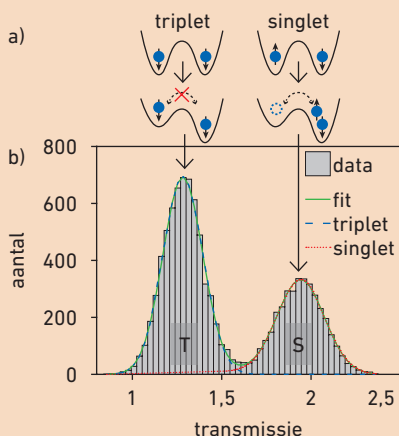 a)
triplet
singlet
b)
data
fit
triplet
singlet
aantal
800
600
400
200
0
T
S
1
1,5
2
2,5
transmissie